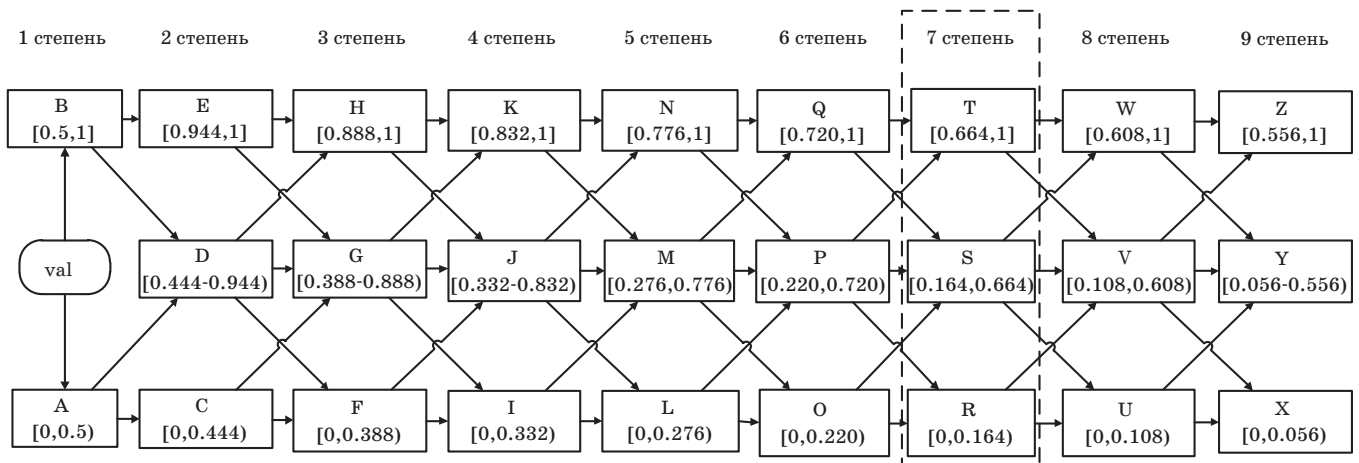 1 степень 2 степень 3 степень 4 степень 5 степень 6 степень 7 степень 8 степень 9 степень
B E H K N Q T W Z
[0.5,1] [0.944,1] [0.888,1] [0.832,1] [0.776,1] [0.720,1] [0.664,1] [0.608,1] [0.556,1]
val
D G J M P S V Y
[0.444-0.944) [0.388-0.888) [0.332-0.832) [0.276,0.776) [0.220,0.720) [0.164,0.664) [0.108,0.608) [0.056-0.556)
A C F I L O R U X
[0,0.5) [0,0.444) [0,0.388) [0,0.332) [0,0.276) [0,0.220) [0,0.164) [0,0.108) [0,0.056)